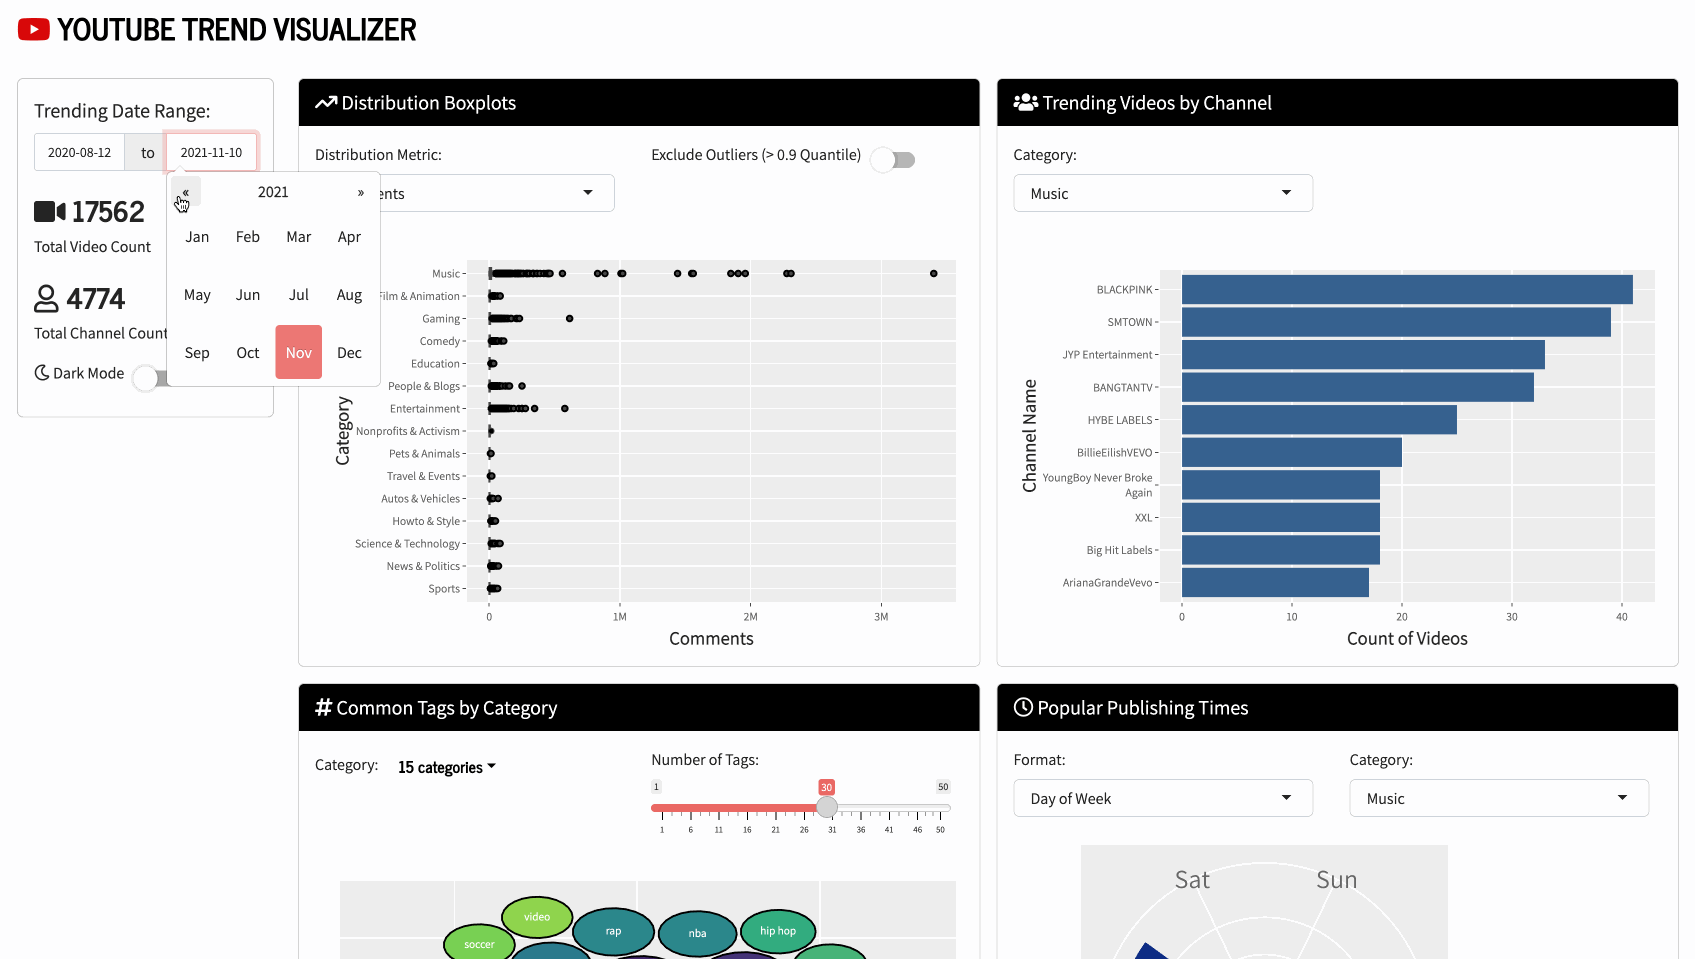 YOUTUBE TREND VISUALIZER
Trending Date Range:
2020-08-12 to 2021-11-10
« 2021 »
Jan Feb Mar Apr
May Jun Jul Aug
Sep Oct Nov Dec
17562
Total Video Count
4774
Total Channel Count
Dark Mode
Distribution Boxplots
Distribution Metric:
ents
Exclude Outliers (> 0.9 Quantile)
Category
Music
Film & Animation
Gaming
Comedy
Education
People & Blogs
Entertainment
Nonprofits & Activism
Pets & Animals
Travel & Events
Autos & Vehicles
Howto & Style
Science & Technology
News & Politics
Sports
0 1M 2M 3M
Comments
Trending Videos by Channel
Category:
Music
Channel Name
BLACKPINK
SMTOWN
JYP Entertainment
BANGTANTV
HYBE LABELS
BillieEilishVEVO
YoungBoy Never Broke
Again
XXL
Big Hit Labels
ArianaGrandeVevo
0 10 20 30 40
Count of Videos
Common Tags by Category
Category: 15 categories
Number of Tags:
1 30 50
1 6 11 16 21 26 31 36 41 46 50
video
rap
nba
hip hop
soccer
Popular Publishing Times
Format:
Day of Week
Category:
Music
Sat Sun